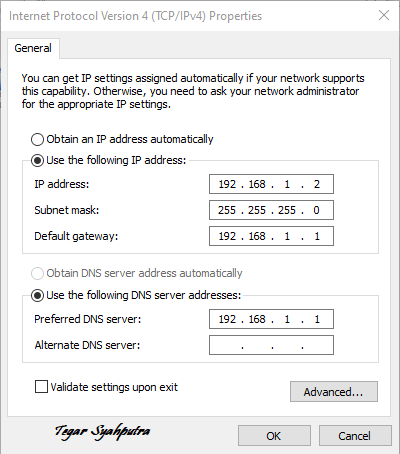 Internet Protocol Version 4 (TCP/IPv4) Properties
General
You can get IP settings assigned automatically if your network supports
this capability. Otherwise, you need to ask your network administrator
for the appropriate IP settings.
Obtain an IP address automatically
Use the following IP address:
IP address: 192 . 168 . 1 . 2
Subnet mask: 255 . 255 . 255 . 0
Default gateway: 192 . 168 . 1 . 1
Obtain DNS server address automatically
Use the following DNS server addresses:
Preferred DNS server: 192 . 168 . 1 . 1
Alternate DNS server: . . .
Validate settings upon exit
Advanced...
Tegar Syahputra
OK Cancel